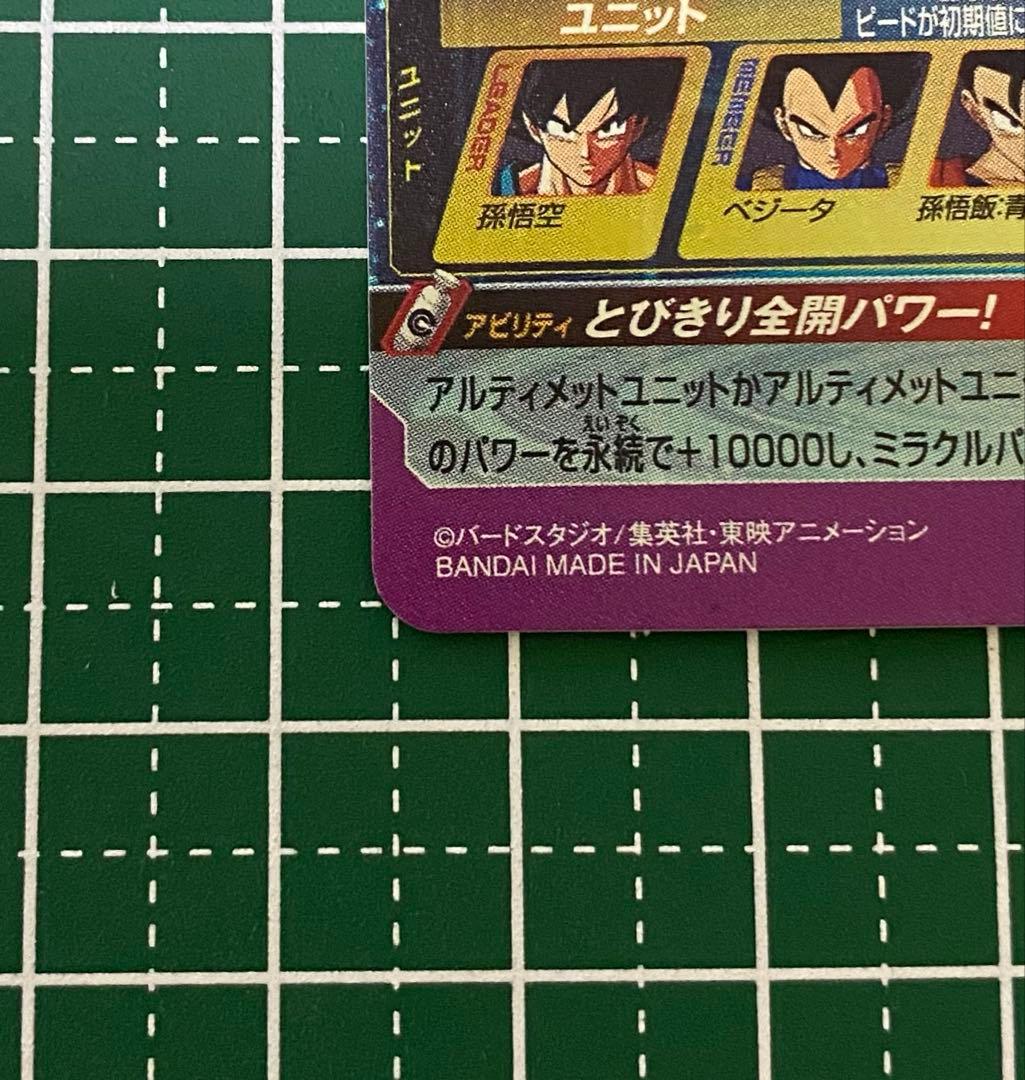 ユニット
ピードが初期値に
ユニット
LEADER
MEMBER
孫悟空
ベジータ
孫悟飯:青
アビリティ とびきり全開パワー!
アルティメットユニットかアルティメットユニ
えいぞく
のパワーを永続で+10000し、ミラクルパ
©バードスタジオ/集英社・東映アニメーション
BANDAI MADE IN JAPAN